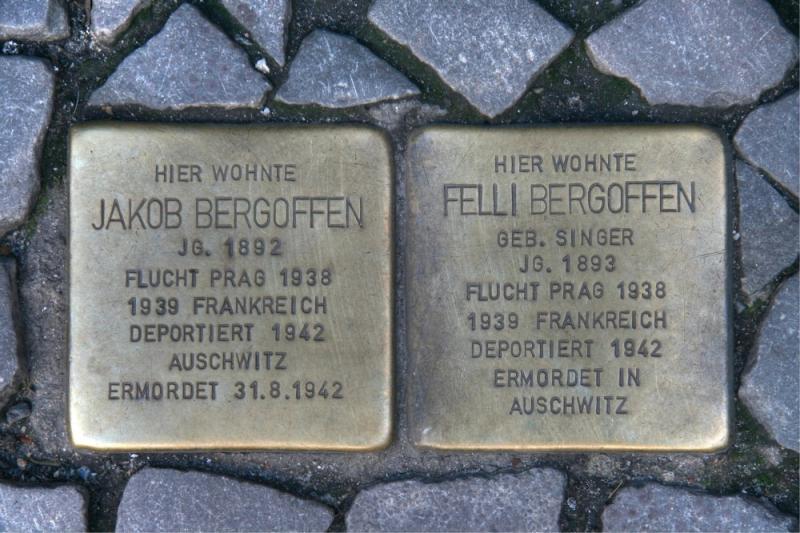 HIER WOHNTE
JAKOB BERGOFFEN
JG. 1892
FLUCHT PRAG 1938
1939 FRANKREICH
DEPORTIERT 1942
AUSCHWITZ
ERMORDET 31.8.1942
HIER WOHNTE
FELLI BERGOFFEN
GEB. SINGER
JG. 1893
FLUCHT PRAG 1938
1939 FRANKREICH
DEPORTIERT 1942
ERMORDET IN
AUSCHWITZ